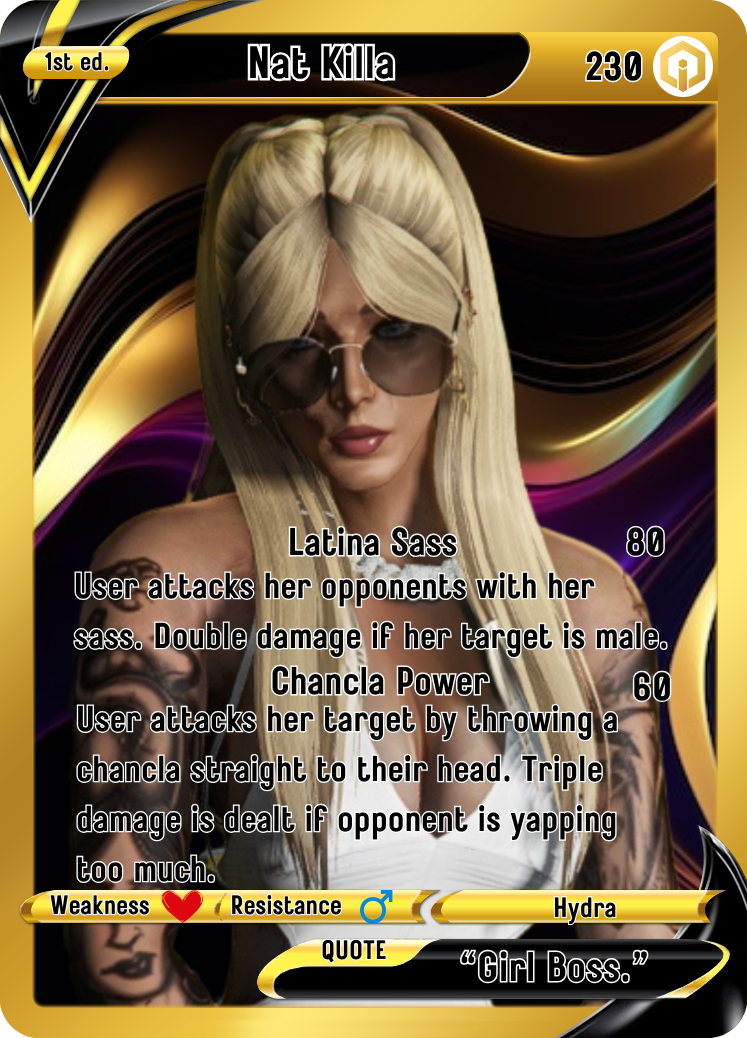 1st ed.
Nat Killa
230
Latina Sass 80
User attacks her opponents with her
sass. Double damage if her target is male.
Chancla Power 60
User attacks her target by throwing a
chancla straight to their head. Triple
damage is dealt if opponent is yapping
too much.
Weakness Resistance Hydra
QUOTE
“Girl Boss.”